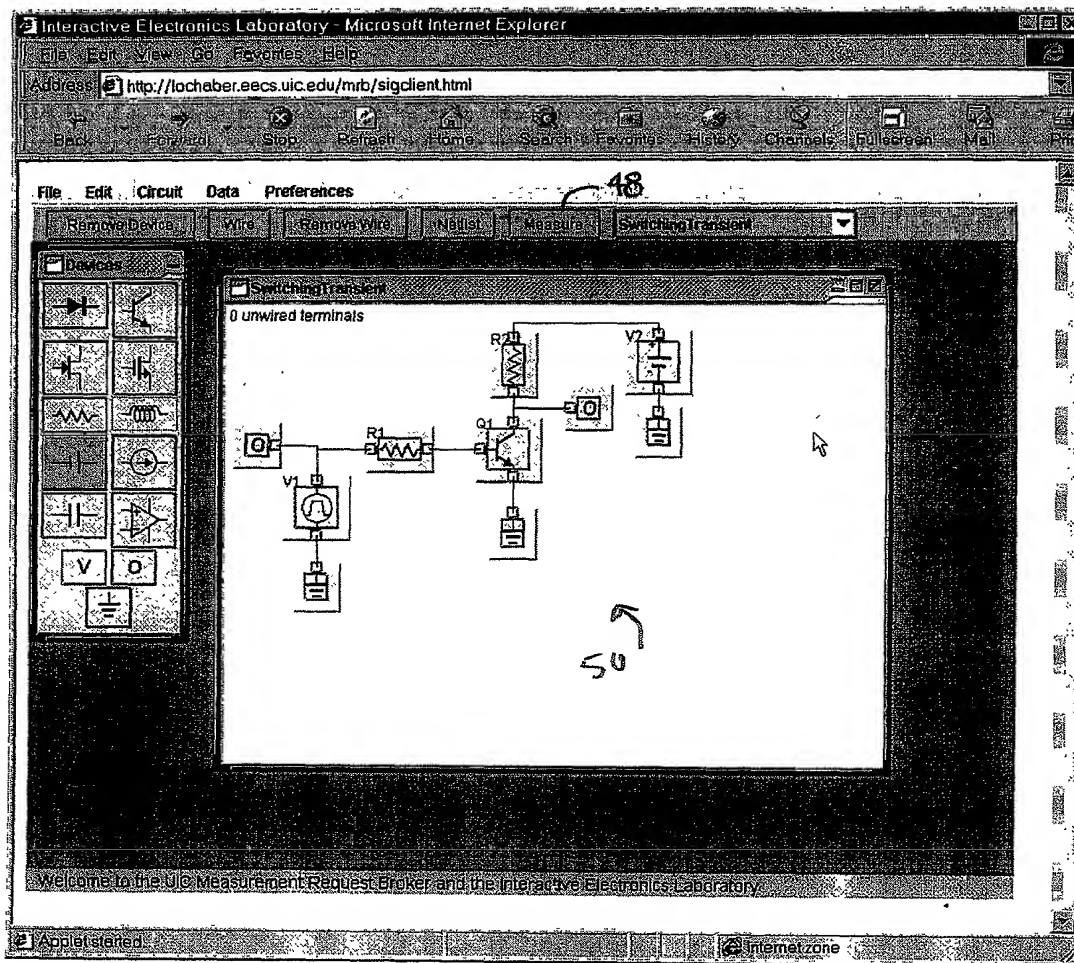 Interactive Electronics Laboratory - Microsoft Internet Explorer
File Edit View Go Favorites Help
Address http://lochaber.eecs.uic.edu/mrb/sigclient.html
Back Forward Stop Refresh Home Search Favorites History Channels Fullscreen Mail
File Edit Circuit Data Preferences
48
Remove Device Wire Remove Wire Netlist Measure SwitchingTransient
Devices
SwitchingTransient
0 unwired terminals
R2
V2
O
Q1
R1
O
V1
V O
50
Welcome to the UIC Measurement Request Broker and the Interactive Electronics Laboratory
Applet started.
Internet zone